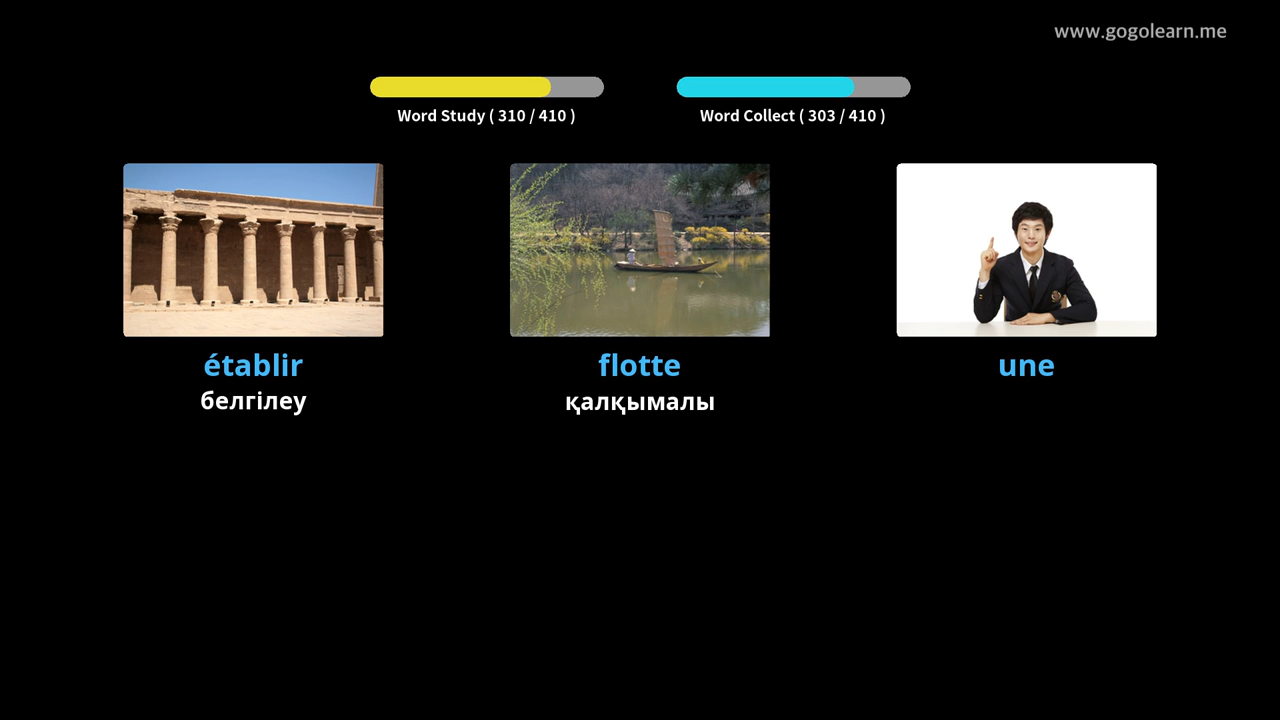 www.gogolearn.me
Word Study ( 310 / 410 )
Word Collect ( 303 / 410 )
établir
flotte
une
белгілеу
қалқымалы